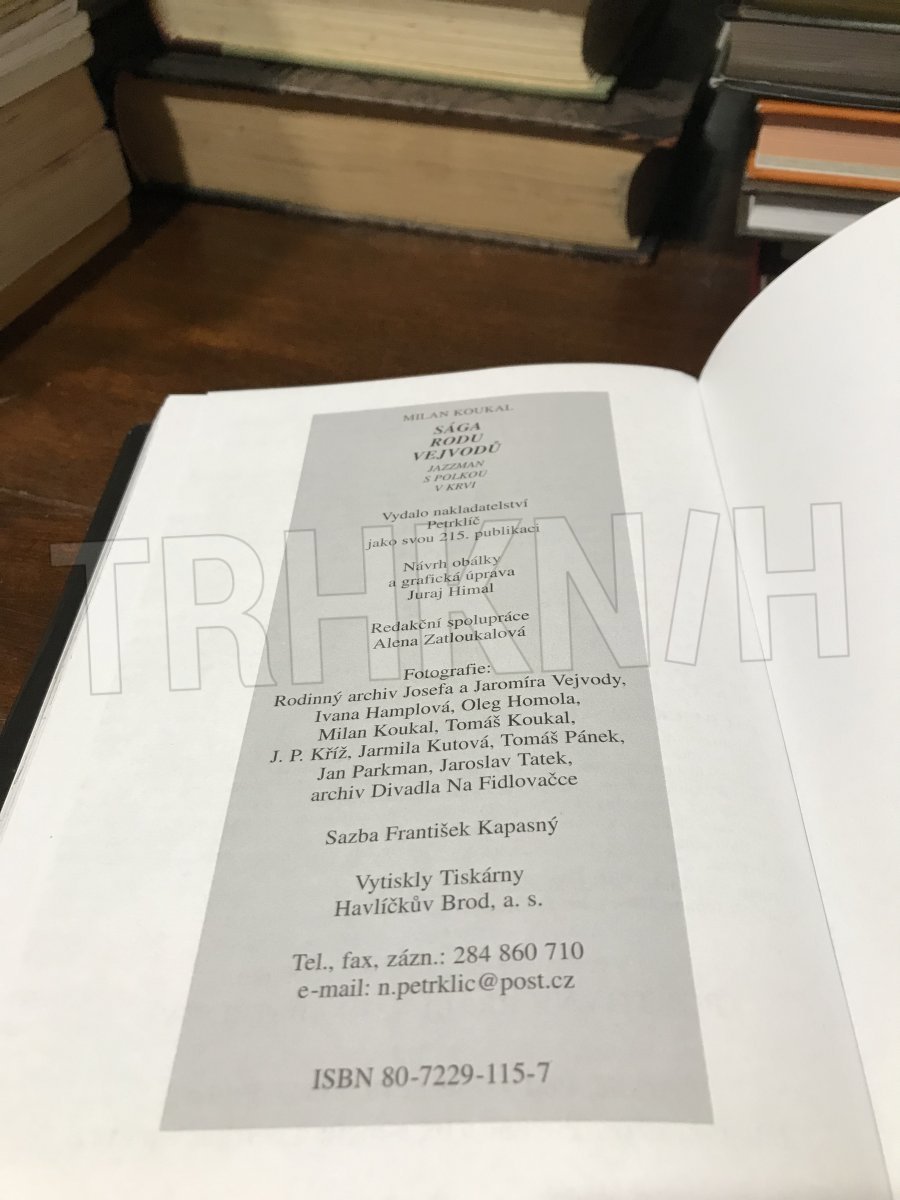 MILAN KOUKAL
SÁGA
RODU
VEJVODŮ
JAZZMAN
S POLKOU
V KRVI
Vydalo nakladatelství
Petrklíč
jako svou 215. publikaci
Návrh obálky
a grafická úprava
Juraj Himal
Redakční spolupráce
Alena Zatloukalová
Fotografie:
Rodinný archiv Josefa a Jaromíra Vejvody,
Ivana Hamplová, Oleg Homola,
Milan Koukal, Tomáš Koukal,
J. P. Kříž, Jarmila Kutová, Tomáš Pánek,
Jan Parkman, Jaroslav Tatek,
archiv Divadla Na Fidlovačce
Sazba František Kapasný
Vytiskly Tiskárny
Havlíčkův Brod, a. s.
Tel., fax, zázn.: 284 860 710
e-mail: n.petrklic@post.cz
ISBN 80-7229-115-7
TRHKN/H